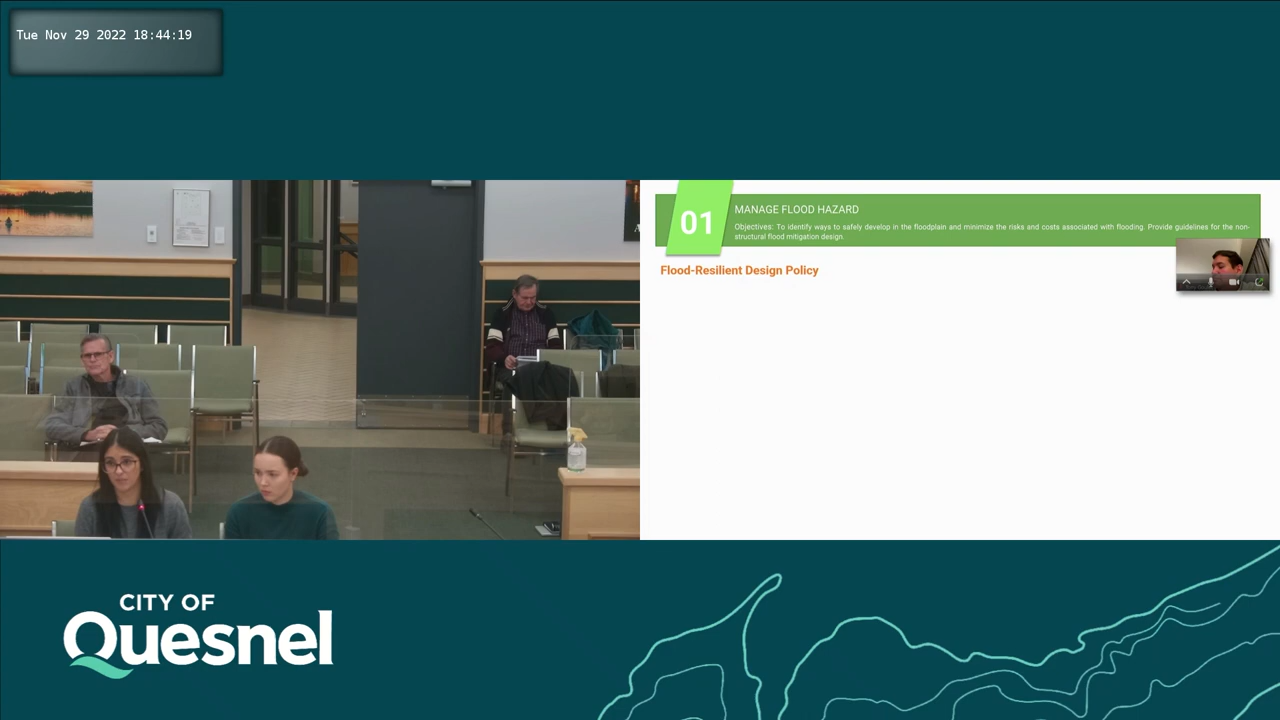 Tue Nov 29 2022 18:44:19
01
MANAGE FLOOD HAZARD
Objectives: To identify ways to safely develop in the floodplain and minimize the risks and costs associated with flooding. Provide guidelines for the non-
structural flood mitigation design.
Flood-Resilient Design Policy
CITY OF
Quesnel